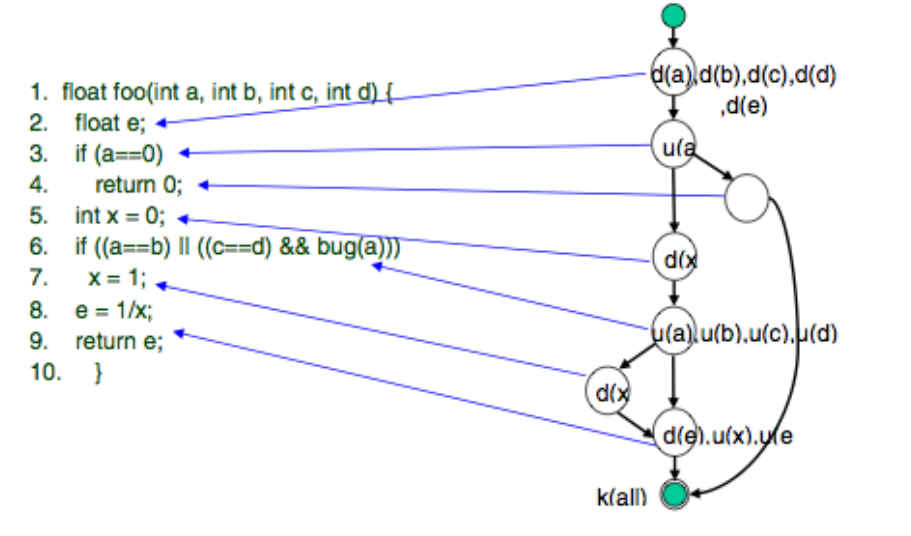 d(a),d(b),d(c),d(d)
,d(e)
1. float foo(int a, int b, int c, int d) {
2. float e;
3. if (a==0)
u(a
4. return 0;
5. int x = 0;
6. if ((a==b) || ((c==d) && bug(a)))
d(x
7. x = 1;
8. e = 1/x;
9. return e;
u(a),u(b),u(c),u(d)
10. }
d(x
d(e),u(x),u(e
k(all)